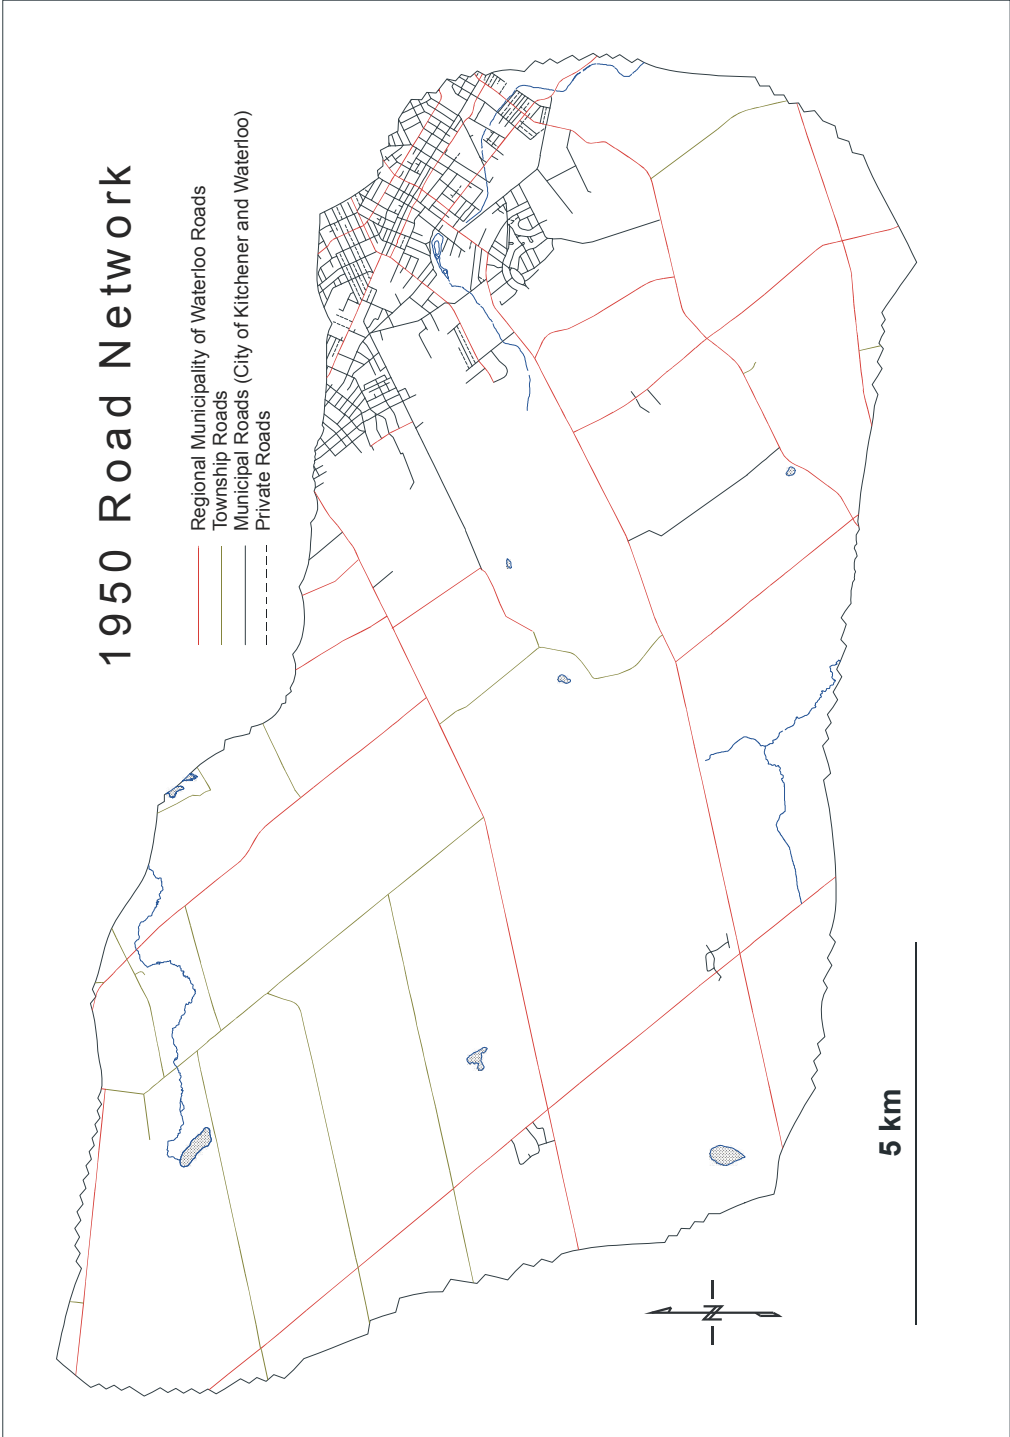 1950 Road Network
Regional Municipality of Waterloo Roads
Township Roads
Municipal Roads (City of Kitchener and Waterloo)
Private Roads
5 km
N